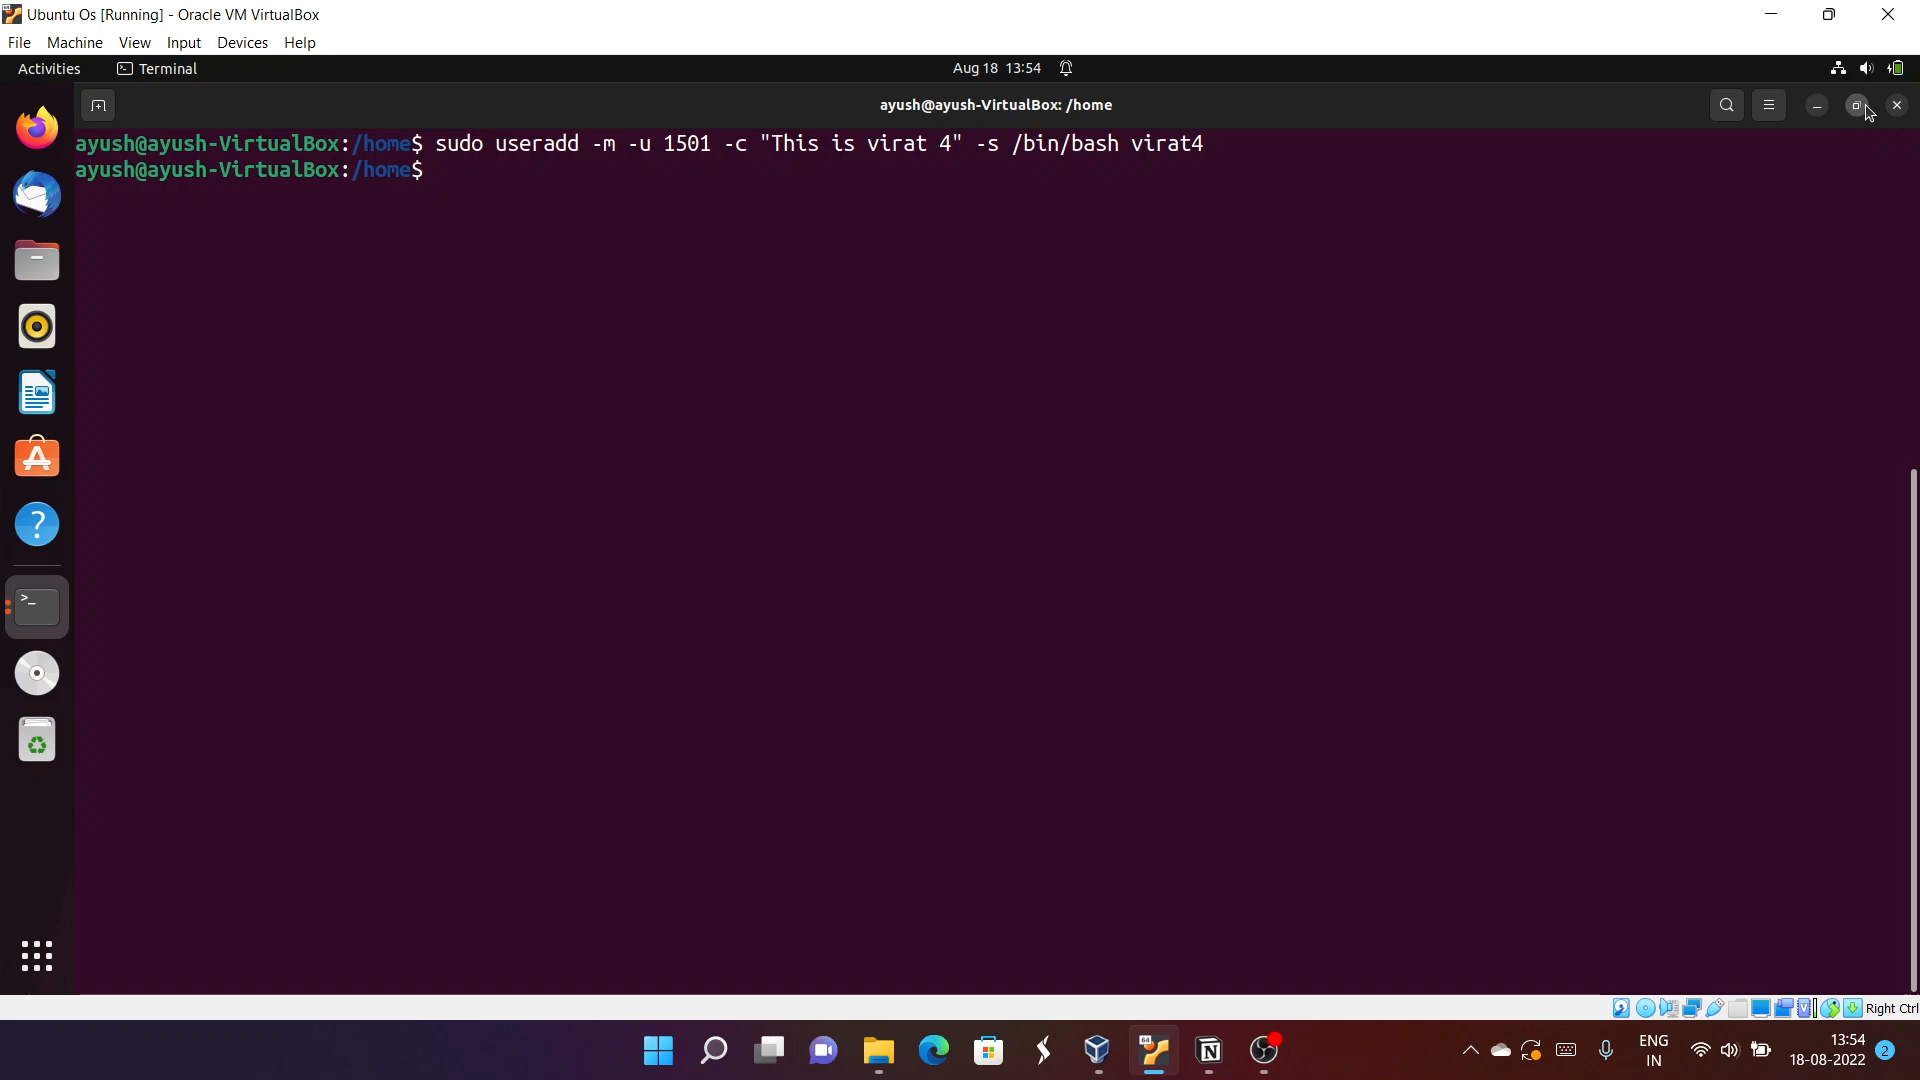 Ubuntu Os [Running] - Oracle VM VirtualBox
File Machine View Input Devices Help
Activities Terminal Aug 18 13:54
ayush@ayush-VirtualBox: /home
ayush@ayush-VirtualBox:/home$ sudo useradd -m -u 1501 -c "This is virat 4" -s /bin/bash virat4
ayush@ayush-VirtualBox:/home$
Right Ctrl
ENG
IN
13:54
18-08-2022
2